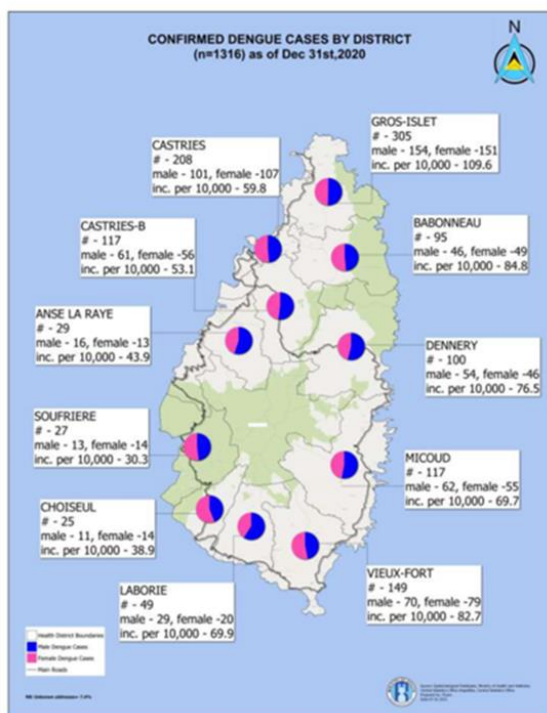 CONFIRMED DENGUE CASES BY DISTRICT
(n=1316) as of Dec 31st,2020
N
GROS-ISLET
# - 305
male - 154, female -151
inc. per 10,000 - 109.6
CASTRIES
# - 208
male - 101, female -107
inc. per 10,000 - 59.8
CASTRIES-B
# - 117
male - 61, female -56
inc. per 10,000 - 53.1
BABONNEAU
# - 95
male - 46, female -49
inc. per 10,000 - 84.8
ANSE LA RAYE
# - 29
male - 16, female -13
inc. per 10,000 - 43.9
DENNERY
# - 100
male - 54, female -46
inc. per 10,000 - 76.5
SOUFRIERE
# - 27
male - 13, female -14
inc. per 10,000 - 30.3
MICOUD
# - 117
male - 62, female -55
inc. per 10,000 - 69.7
CHOISEUL
# - 25
male - 11, female -14
inc. per 10,000 - 38.9
LABORIE
# - 49
male - 29, female -20
inc. per 10,000 - 69.9
VIEUX-FORT
# - 149
male - 70, female -79
inc. per 10,000 - 82.7
Health District Boundaries
Male Dengue Cases
Female Dengue Cases
Main Roads